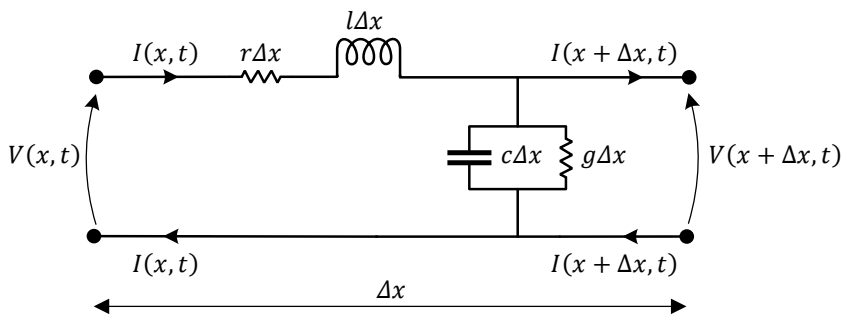 lΔx
I(x,t)
rΔx
I(x + Δx,t)
V(x,t)
cΔx
gΔx
V(x + Δx,t)
I(x,t)
I(x + Δx,t)
Δx